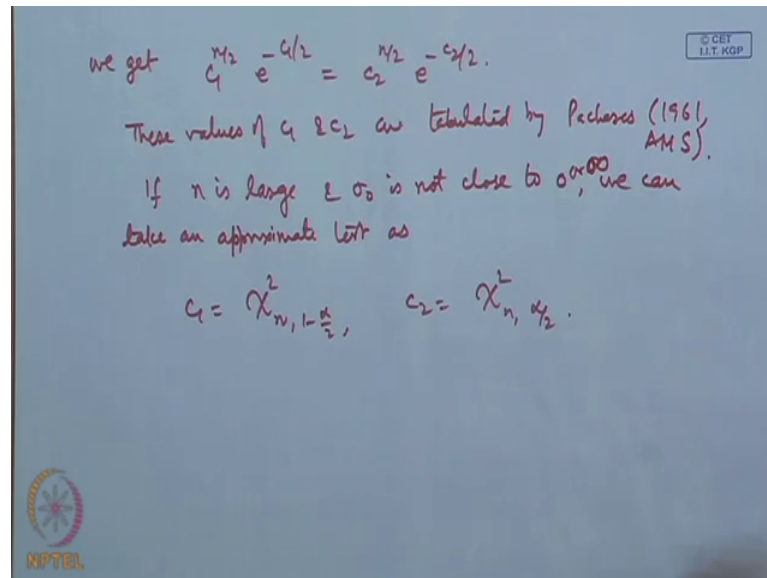 © CET
I.I.T. KGP
we get c₁^{n/2} e^{-c₁/2} = c₂^{n/2} e^{-c₂/2}.
These values of c₁ & c₂ are tabulated by Pachares (1961,
AMS).
If n is large & σ₀ is not close to 0 or ∞, we can
take an approximate test as
c₁ = χ²_{n, 1-α/2}, c₂ = χ²_{n, α/2}.
NPTEL